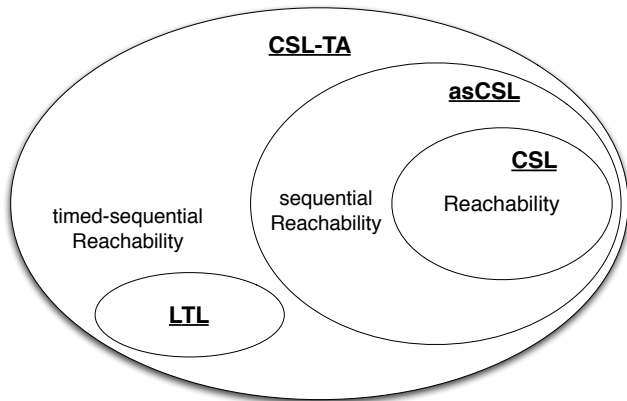 CSL-TA
asCSL
CSL
timed-sequential
Reachability
sequential
Reachability
Reachability
LTL